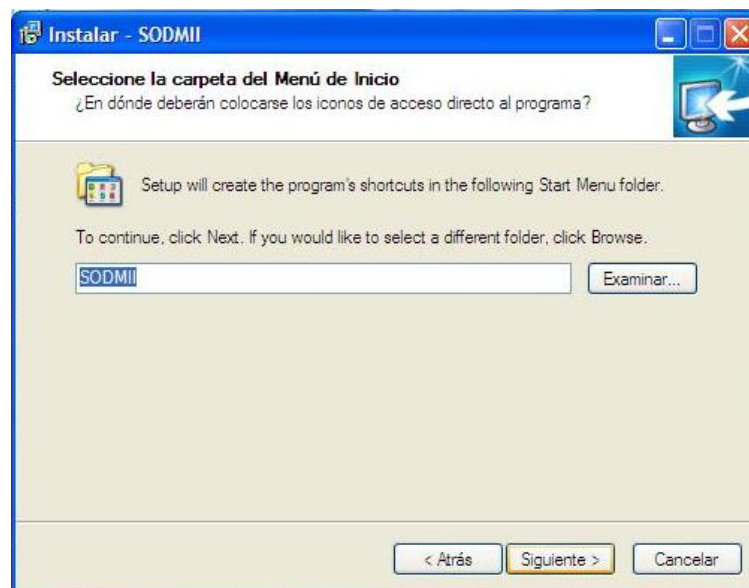 Instalar - SODMII
Seleccione la carpeta del Menú de Inicio
¿En dónde deberán colocarse los iconos de acceso directo al programa?
Setup will create the program's shortcuts in the following Start Menu folder.
To continue, click Next. If you would like to select a different folder, click Browse.
SODMII
Examinar...
< Atrás
Siguiente >
Cancelar